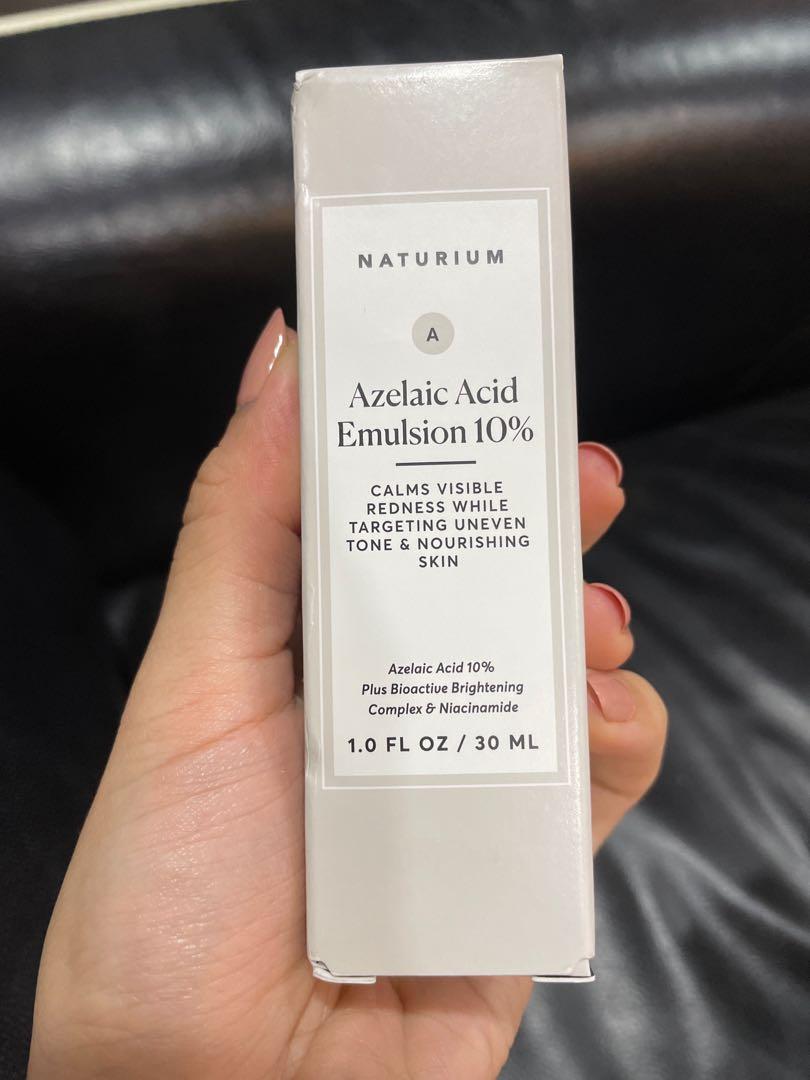 NATURIUM
A
Azelaic Acid
Emulsion 10%
CALMS VISIBLE
REDNESS WHILE
TARGETING UNEVEN
TONE & NOURISHING
SKIN
Azelaic Acid 10%
Plus Bioactive Brightening
Complex & Niacinamide
1.0 FL OZ / 30 ML